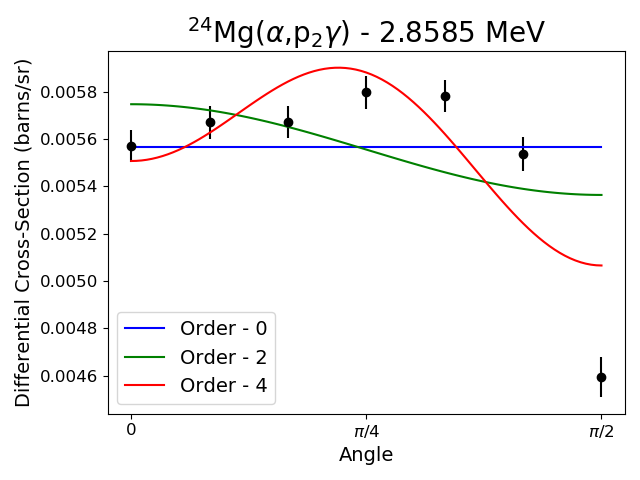 ²⁴Mg(α,p₂γ) - 2.8585 MeV
Differential Cross-Section (barns/sr)
0.0058
0.0056
0.0054
0.0052
0.0050
0.0048
0.0046
Order - 0
Order - 2
Order - 4
0 π/4 π/2
Angle